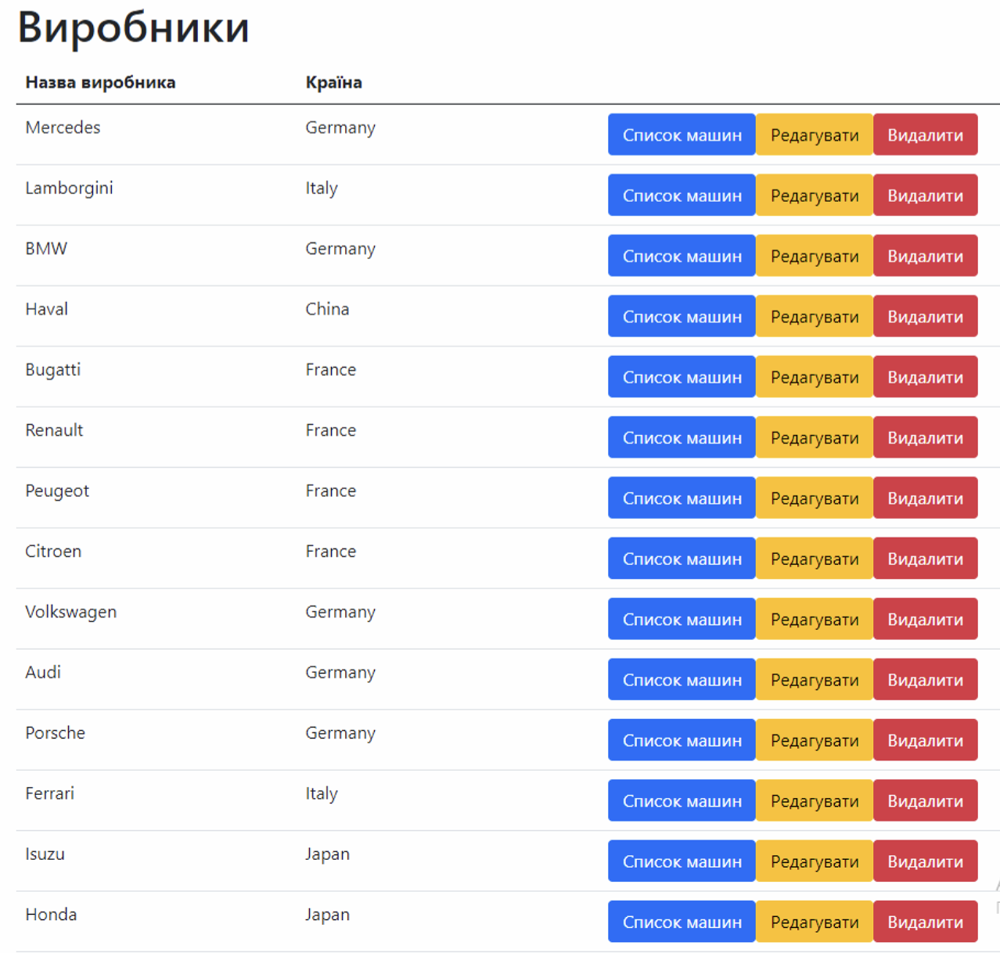 Виробники
Назва виробника Країна
Mercedes Germany Список машин Редагувати Видалити
Lamborgini Italy Список машин Редагувати Видалити
BMW Germany Список машин Редагувати Видалити
Haval China Список машин Редагувати Видалити
Bugatti France Список машин Редагувати Видалити
Renault France Список машин Редагувати Видалити
Peugeot France Список машин Редагувати Видалити
Citroen France Список машин Редагувати Видалити
Volkswagen Germany Список машин Редагувати Видалити
Audi Germany Список машин Редагувати Видалити
Porsche Germany Список машин Редагувати Видалити
Ferrari Italy Список машин Редагувати Видалити
Isuzu Japan Список машин Редагувати Видалити
Honda Japan Список машин Редагувати Видалити